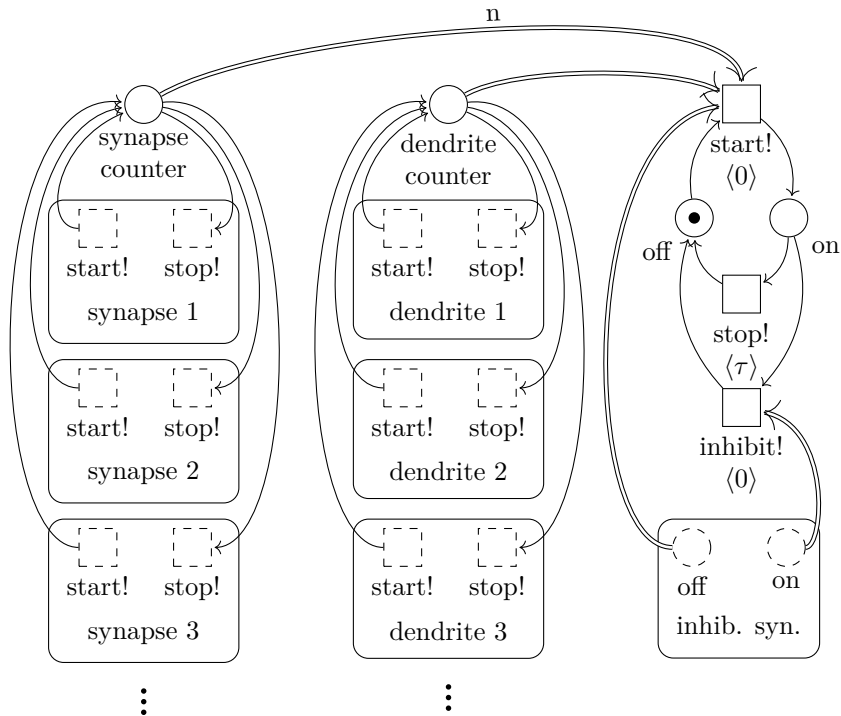 n
synapse
counter
start! stop!
synapse 1
start! stop!
synapse 2
start! stop!
synapse 3
⋮
dendrite
counter
start! stop!
dendrite 1
start! stop!
dendrite 2
start! stop!
dendrite 3
⋮
start!
⟨0⟩
off on
stop!
⟨τ⟩
inhibit!
⟨0⟩
off on
inhib. syn.